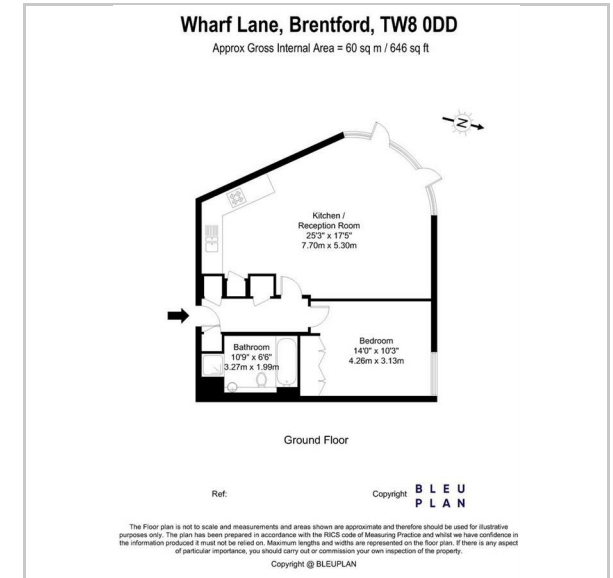 Wharf Lane, Brentford, TW8 0DD
Approx Gross Internal Area = 60 sq m / 646 sq ft
N
Kitchen /
Reception Room
25'3" x 17'5"
7.70m x 5.30m
Bedroom
14'0" x 10'3"
4.26m x 3.13m
Bathroom
10'9" x 6'6"
3.27m x 1.99m
Ground Floor
Ref:
Copyright
BLEU
PLAN
The Floor plan is not to scale and measurements and areas shown are approximate and therefore should be used for illustrative
purposes only. The plan has been prepared in accordance with the RICS code of Measuring Practice and whilst we have confidence in
the information produced it must not be relied on. Maximum lengths and widths are represented on the floor plan. If there is any aspect
of particular importance, you should carry out or commission your own inspection of the property.
Copyright @ BLEUPLAN